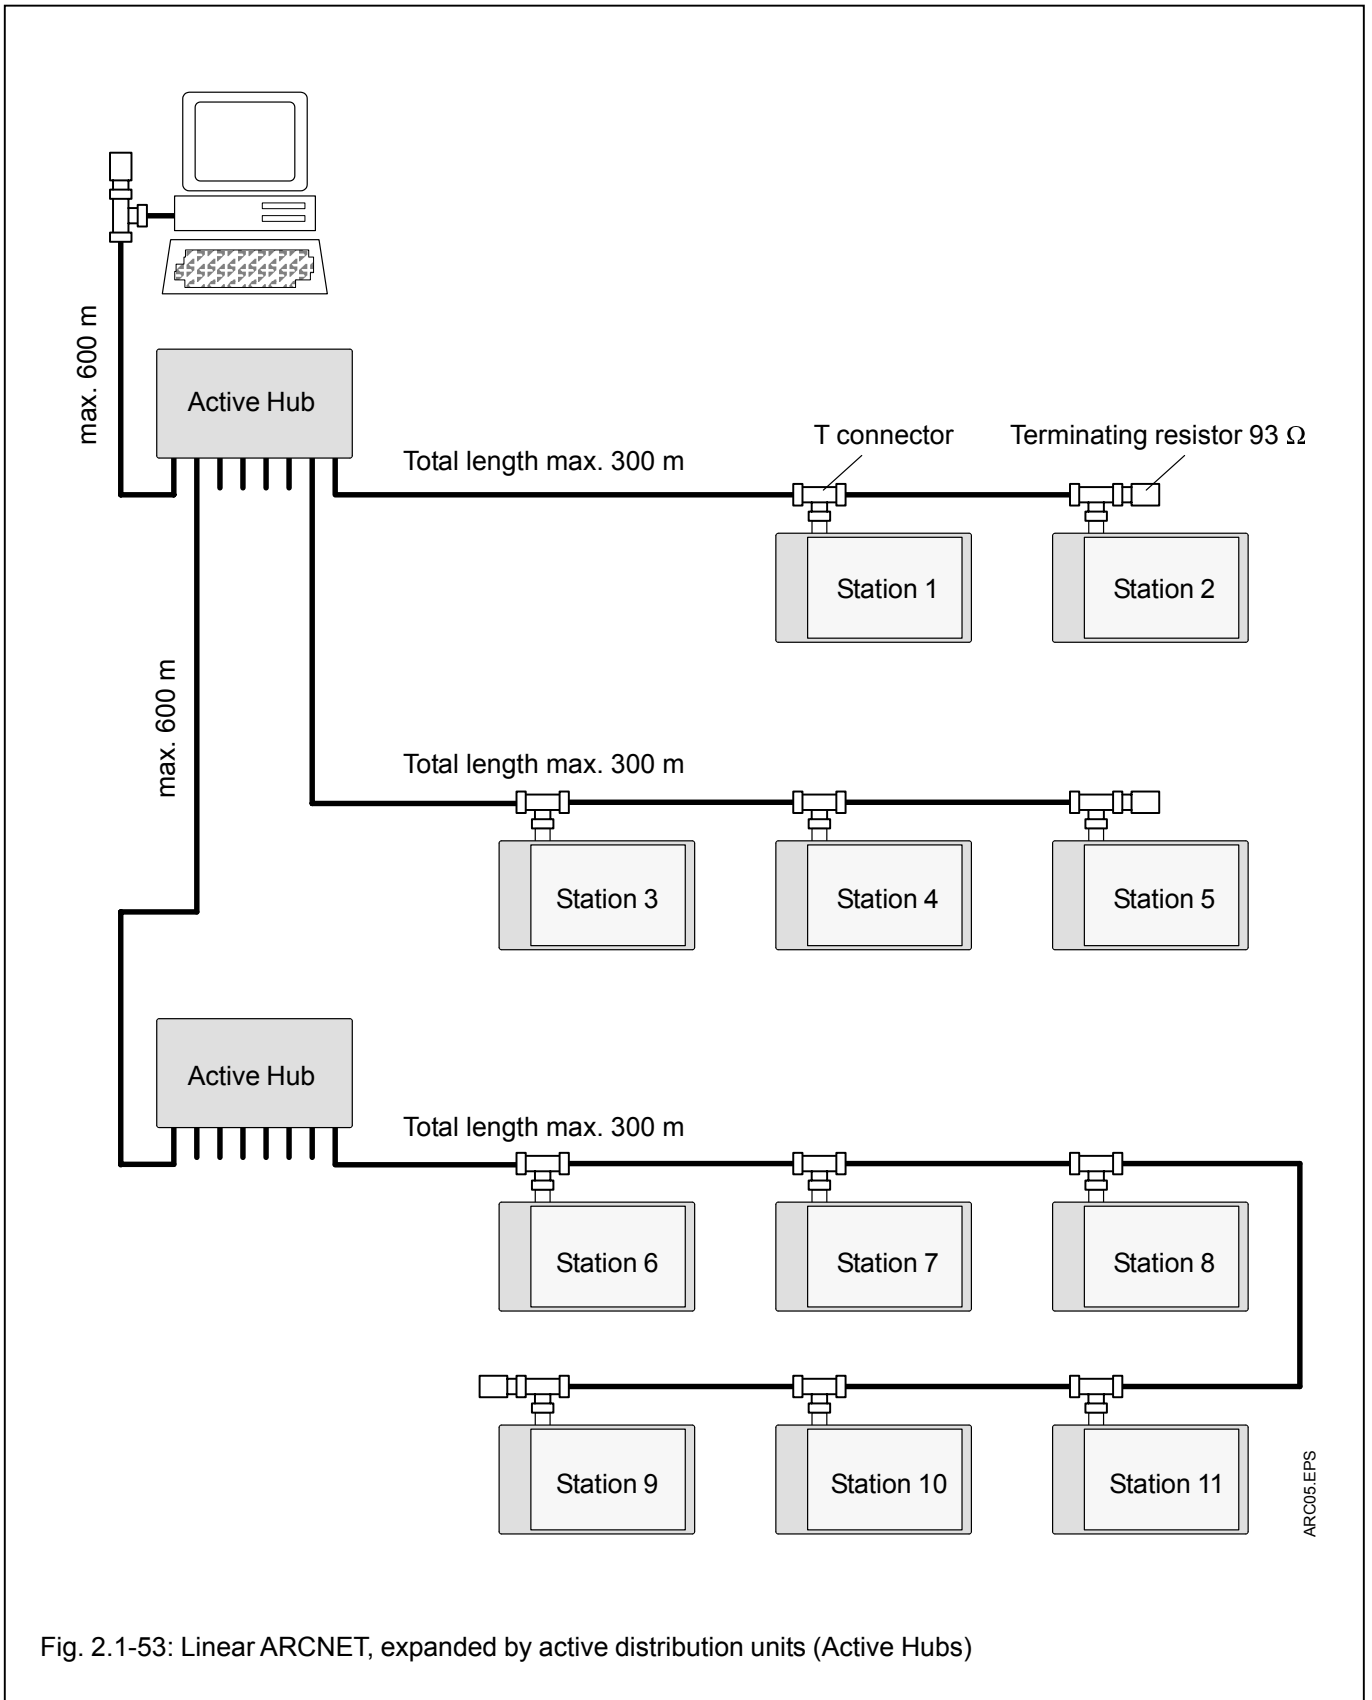 max. 600 m
Active Hub
T connector
Terminating resistor 93 Ω
Total length max. 300 m
Station 1
Station 2
max. 600 m
Total length max. 300 m
Station 3
Station 4
Station 5
Active Hub
Total length max. 300 m
Station 6
Station 7
Station 8
Station 9
Station 10
Station 11
ARC05.EPS
Fig. 2.1-53: Linear ARCNET, expanded by active distribution units (Active Hubs)